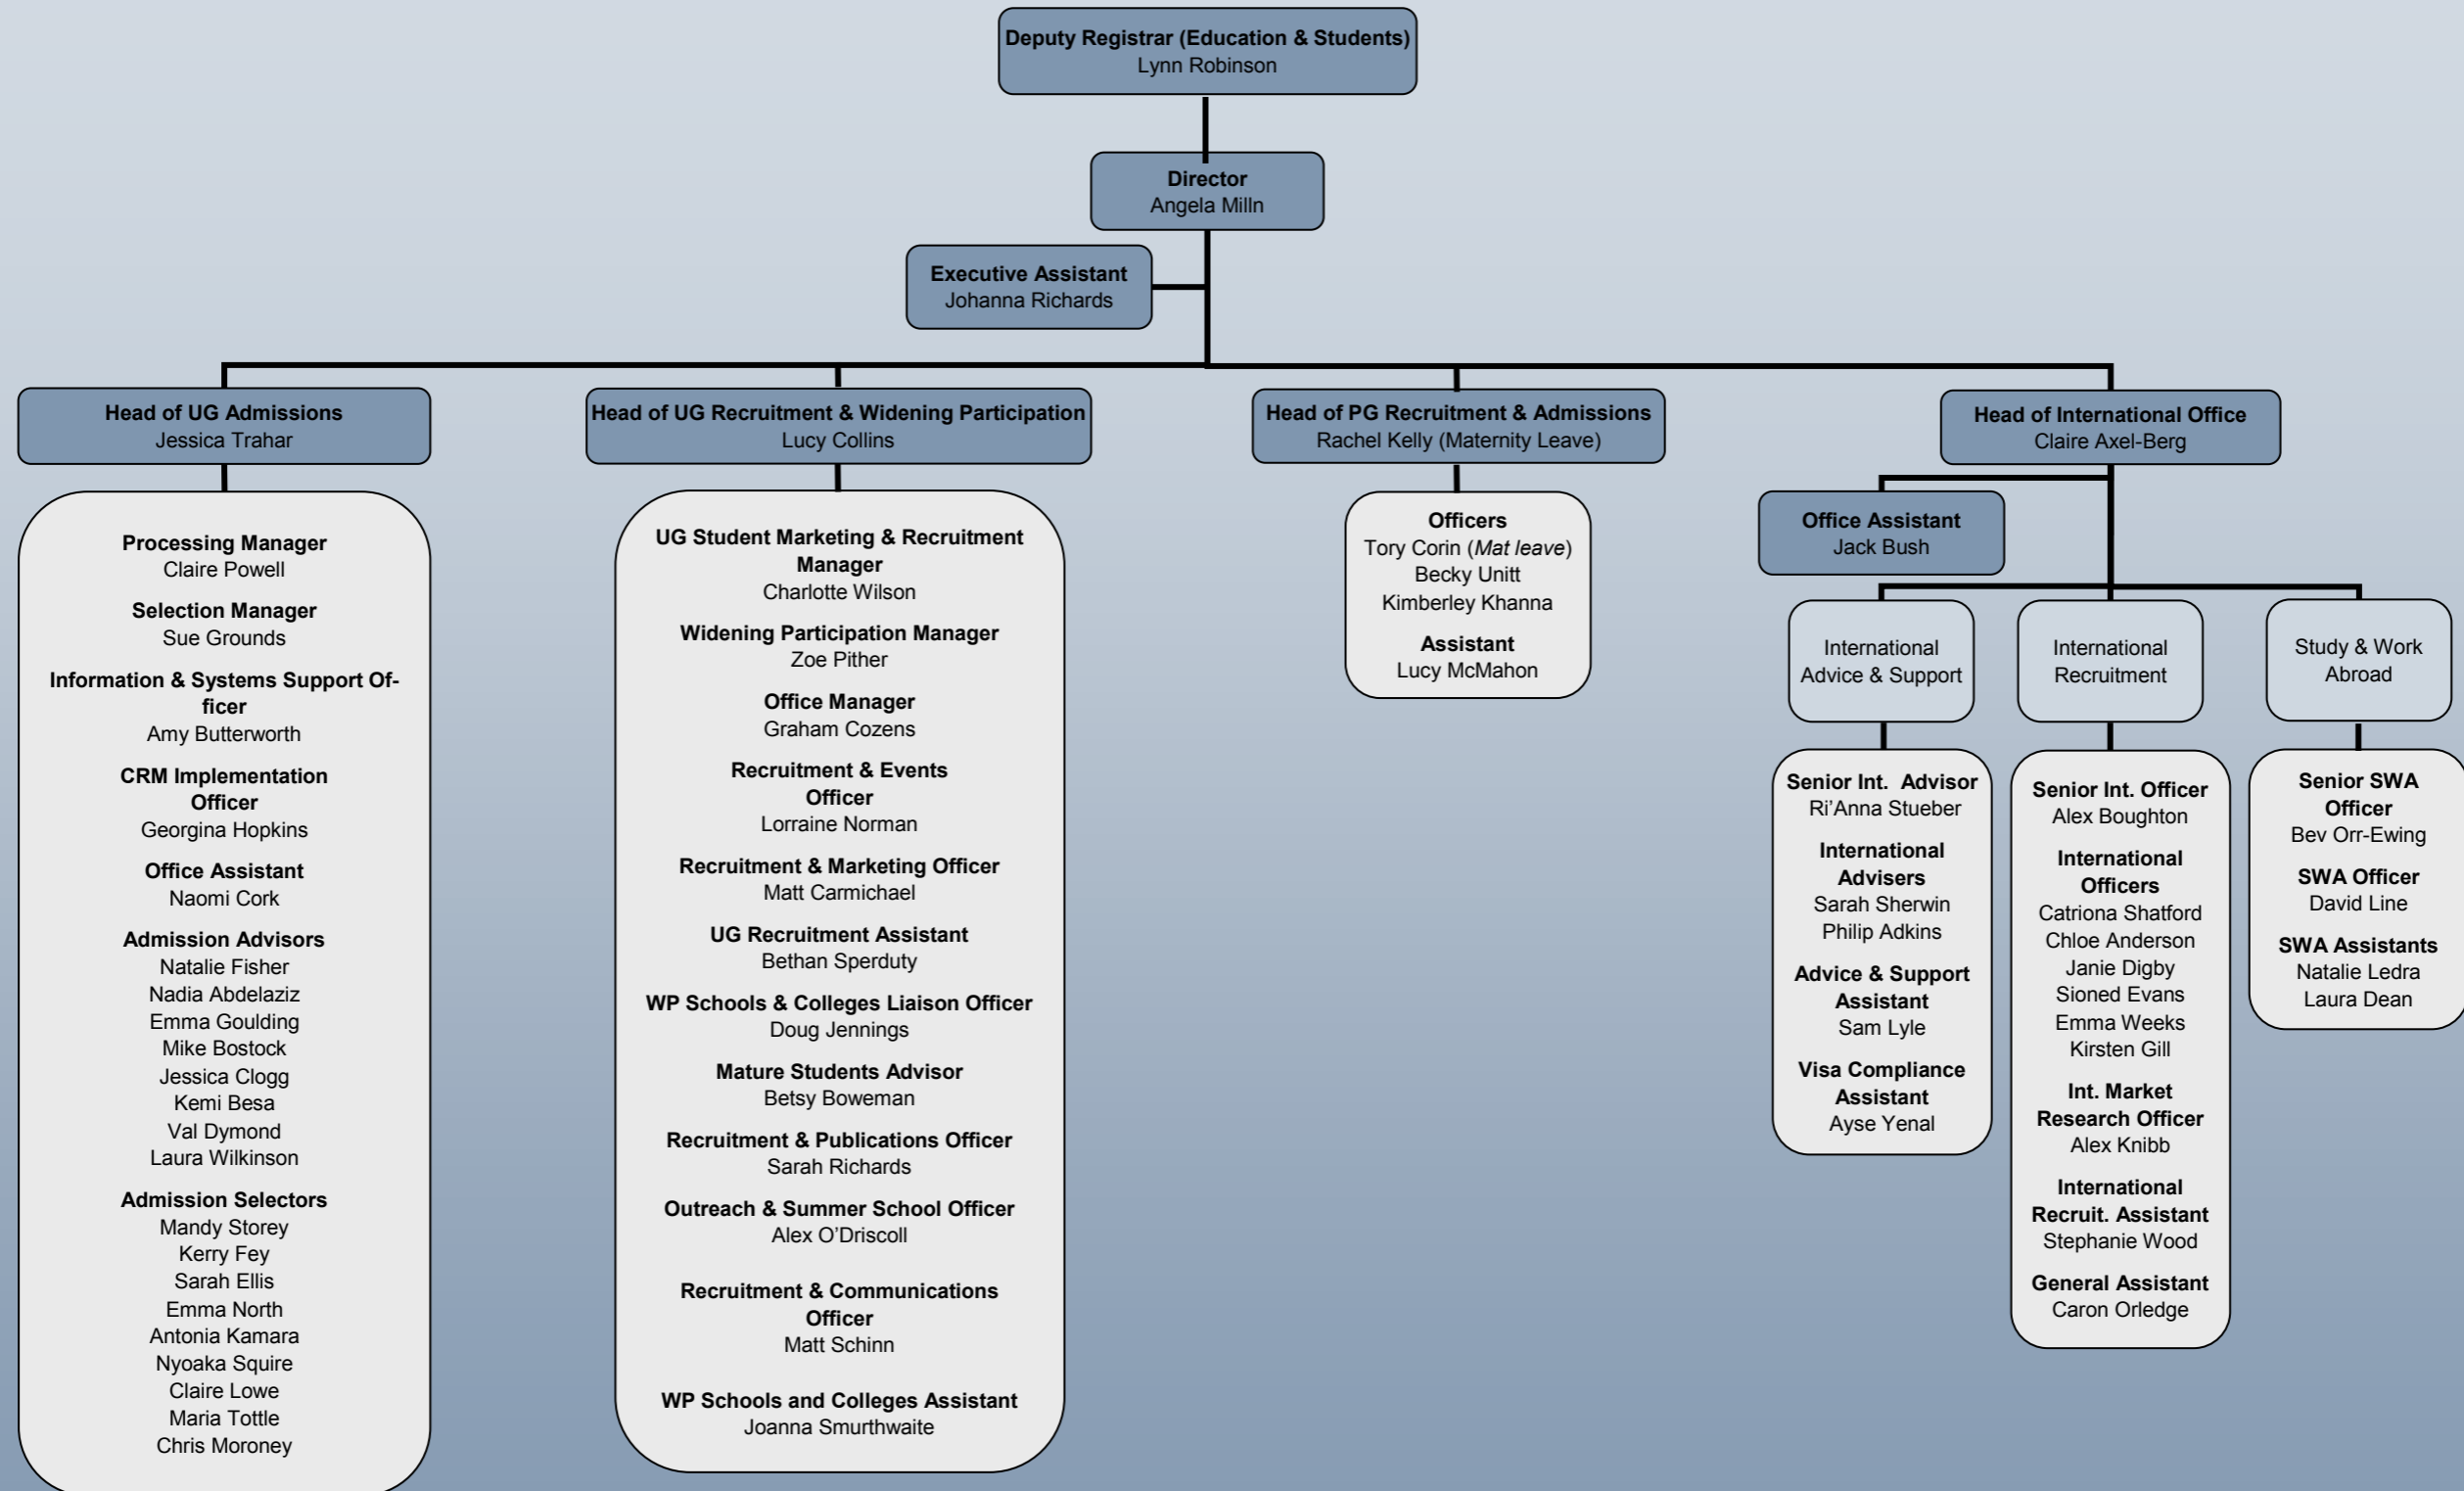 Deputy Registrar (Education & Students)
Lynn Robinson
Director
Angela Milln
Executive Assistant
Johanna Richards
Head of UG Admissions
Jessica Trahar
Processing Manager
Claire Powell
Selection Manager
Sue Grounds
Information & Systems Support Of-
ficer
Amy Butterworth
CRM Implementation
Officer
Georgina Hopkins
Office Assistant
Naomi Cork
Admission Advisors
Natalie Fisher
Nadia Abdelaziz
Emma Goulding
Mike Bostock
Jessica Clogg
Kemi Besa
Val Dymond
Laura Wilkinson
Admission Selectors
Mandy Storey
Kerry Fey
Sarah Ellis
Emma North
Antonia Kamara
Nyoaka Squire
Claire Lowe
Maria Tottle
Chris Moroney
Head of UG Recruitment & Widening Participation
Lucy Collins
UG Student Marketing & Recruitment
Manager
Charlotte Wilson
Widening Participation Manager
Zoe Pither
Office Manager
Graham Cozens
Recruitment & Events
Officer
Lorraine Norman
Recruitment & Marketing Officer
Matt Carmichael
UG Recruitment Assistant
Bethan Sperduty
WP Schools & Colleges Liaison Officer
Doug Jennings
Mature Students Advisor
Betsy Boweman
Recruitment & Publications Officer
Sarah Richards
Outreach & Summer School Officer
Alex O’Driscoll
Recruitment & Communications
Officer
Matt Schinn
WP Schools and Colleges Assistant
Joanna Smurthwaite
Head of PG Recruitment & Admissions
Rachel Kelly (Maternity Leave)
Officers
Tory Corin (Mat leave)
Becky Unitt
Kimberley Khanna
Assistant
Lucy McMahon
Head of International Office
Claire Axel-Berg
Office Assistant
Jack Bush
International
Advice & Support
Senior Int. Advisor
Ri’Anna Stueber
International
Advisers
Sarah Sherwin
Philip Adkins
Advice & Support
Assistant
Sam Lyle
Visa Compliance
Assistant
Ayse Yenal
International
Recruitment
Senior Int. Officer
Alex Boughton
International
Officers
Catriona Shatford
Chloe Anderson
Janie Digby
Sioned Evans
Emma Weeks
Kirsten Gill
Int. Market
Research Officer
Alex Knibb
International
Recruit. Assistant
Stephanie Wood
General Assistant
Caron Orledge
Study & Work
Abroad
Senior SWA
Officer
Bev Orr-Ewing
SWA Officer
David Line
SWA Assistants
Natalie Ledra
Laura Dean